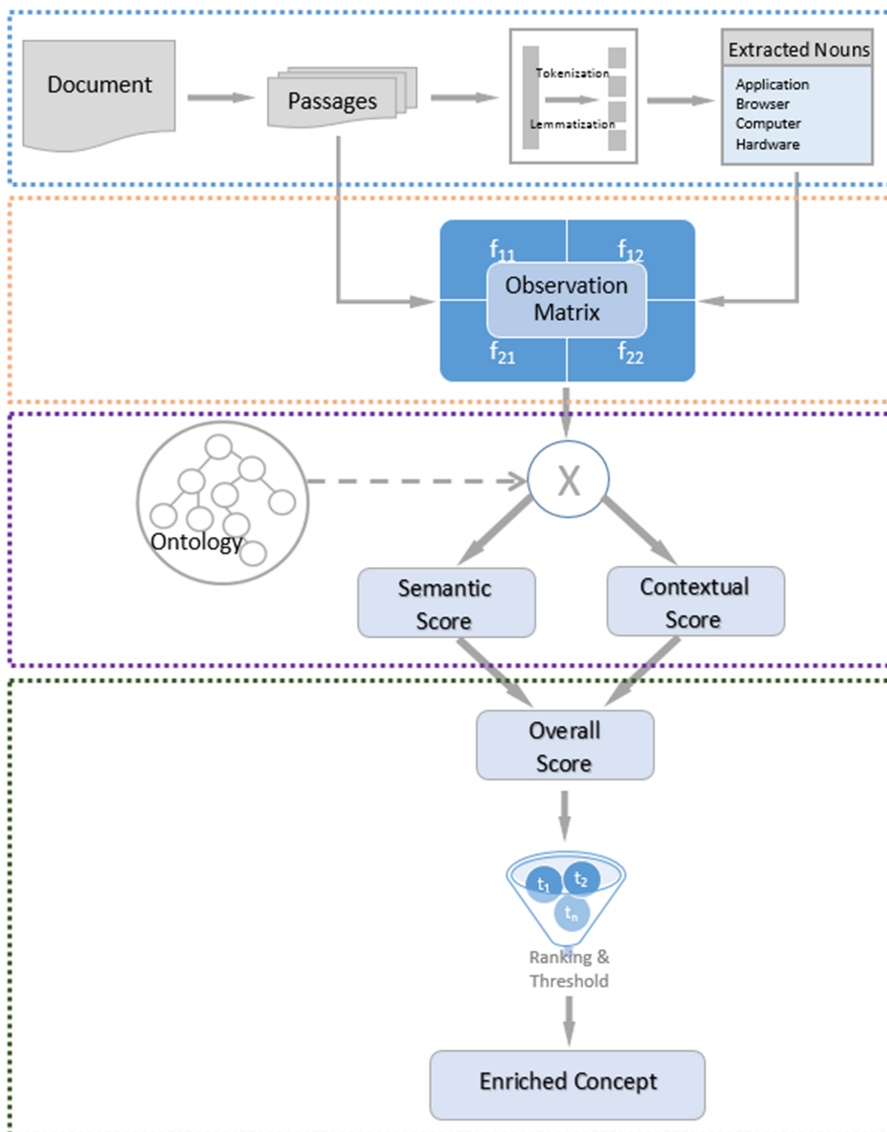 Document
Passages
Tokenization
Lemmatization
Extracted Nouns
Application
Browser
Computer
Hardware
f11
f12
Observation
Matrix
f21
f22
Ontology
X
Semantic
Score
Contextual
Score
Overall
Score
t1
t2
tn
Ranking &
Threshold
Enriched Concept